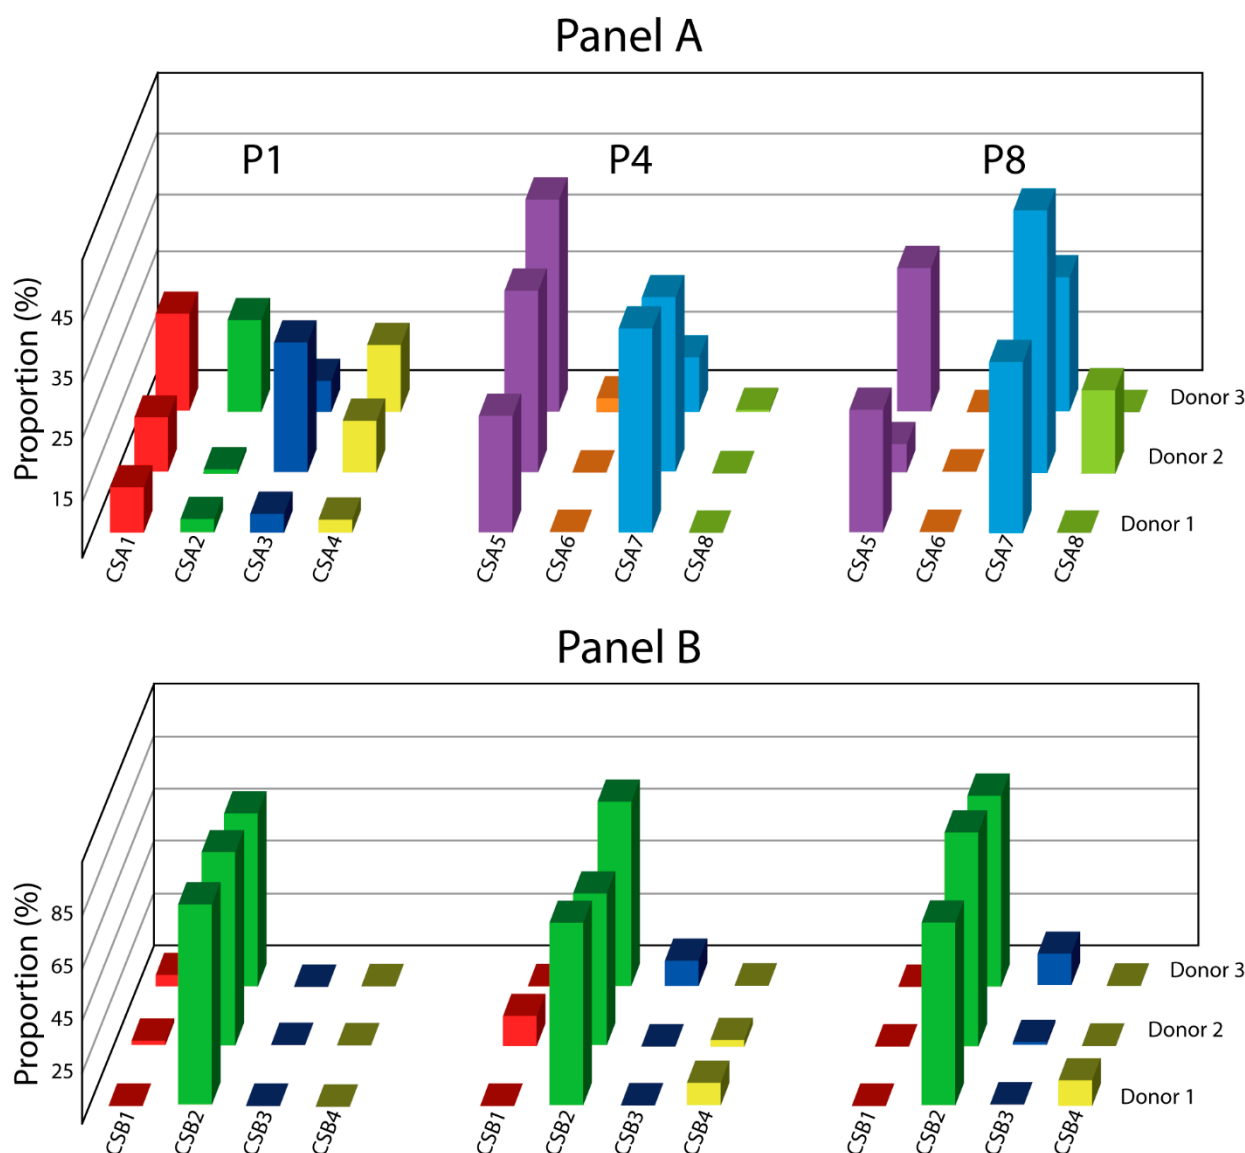 Panel A
P1 P4 P8
Proportion (%)
45
35
25
15
Donor 3
Donor 2
Donor 1
CSA1 CSA2 CSA3 CSA4 CSA5 CSA6 CSA7 CSA8 CSA5 CSA6 CSA7 CSA8
Panel B
Proportion (%)
85
65
45
25
Donor 3
Donor 2
Donor 1
CSB1 CSB2 CSB3 CSB4 CSB1 CSB2 CSB3 CSB4 CSB1 CSB2 CSB3 CSB4